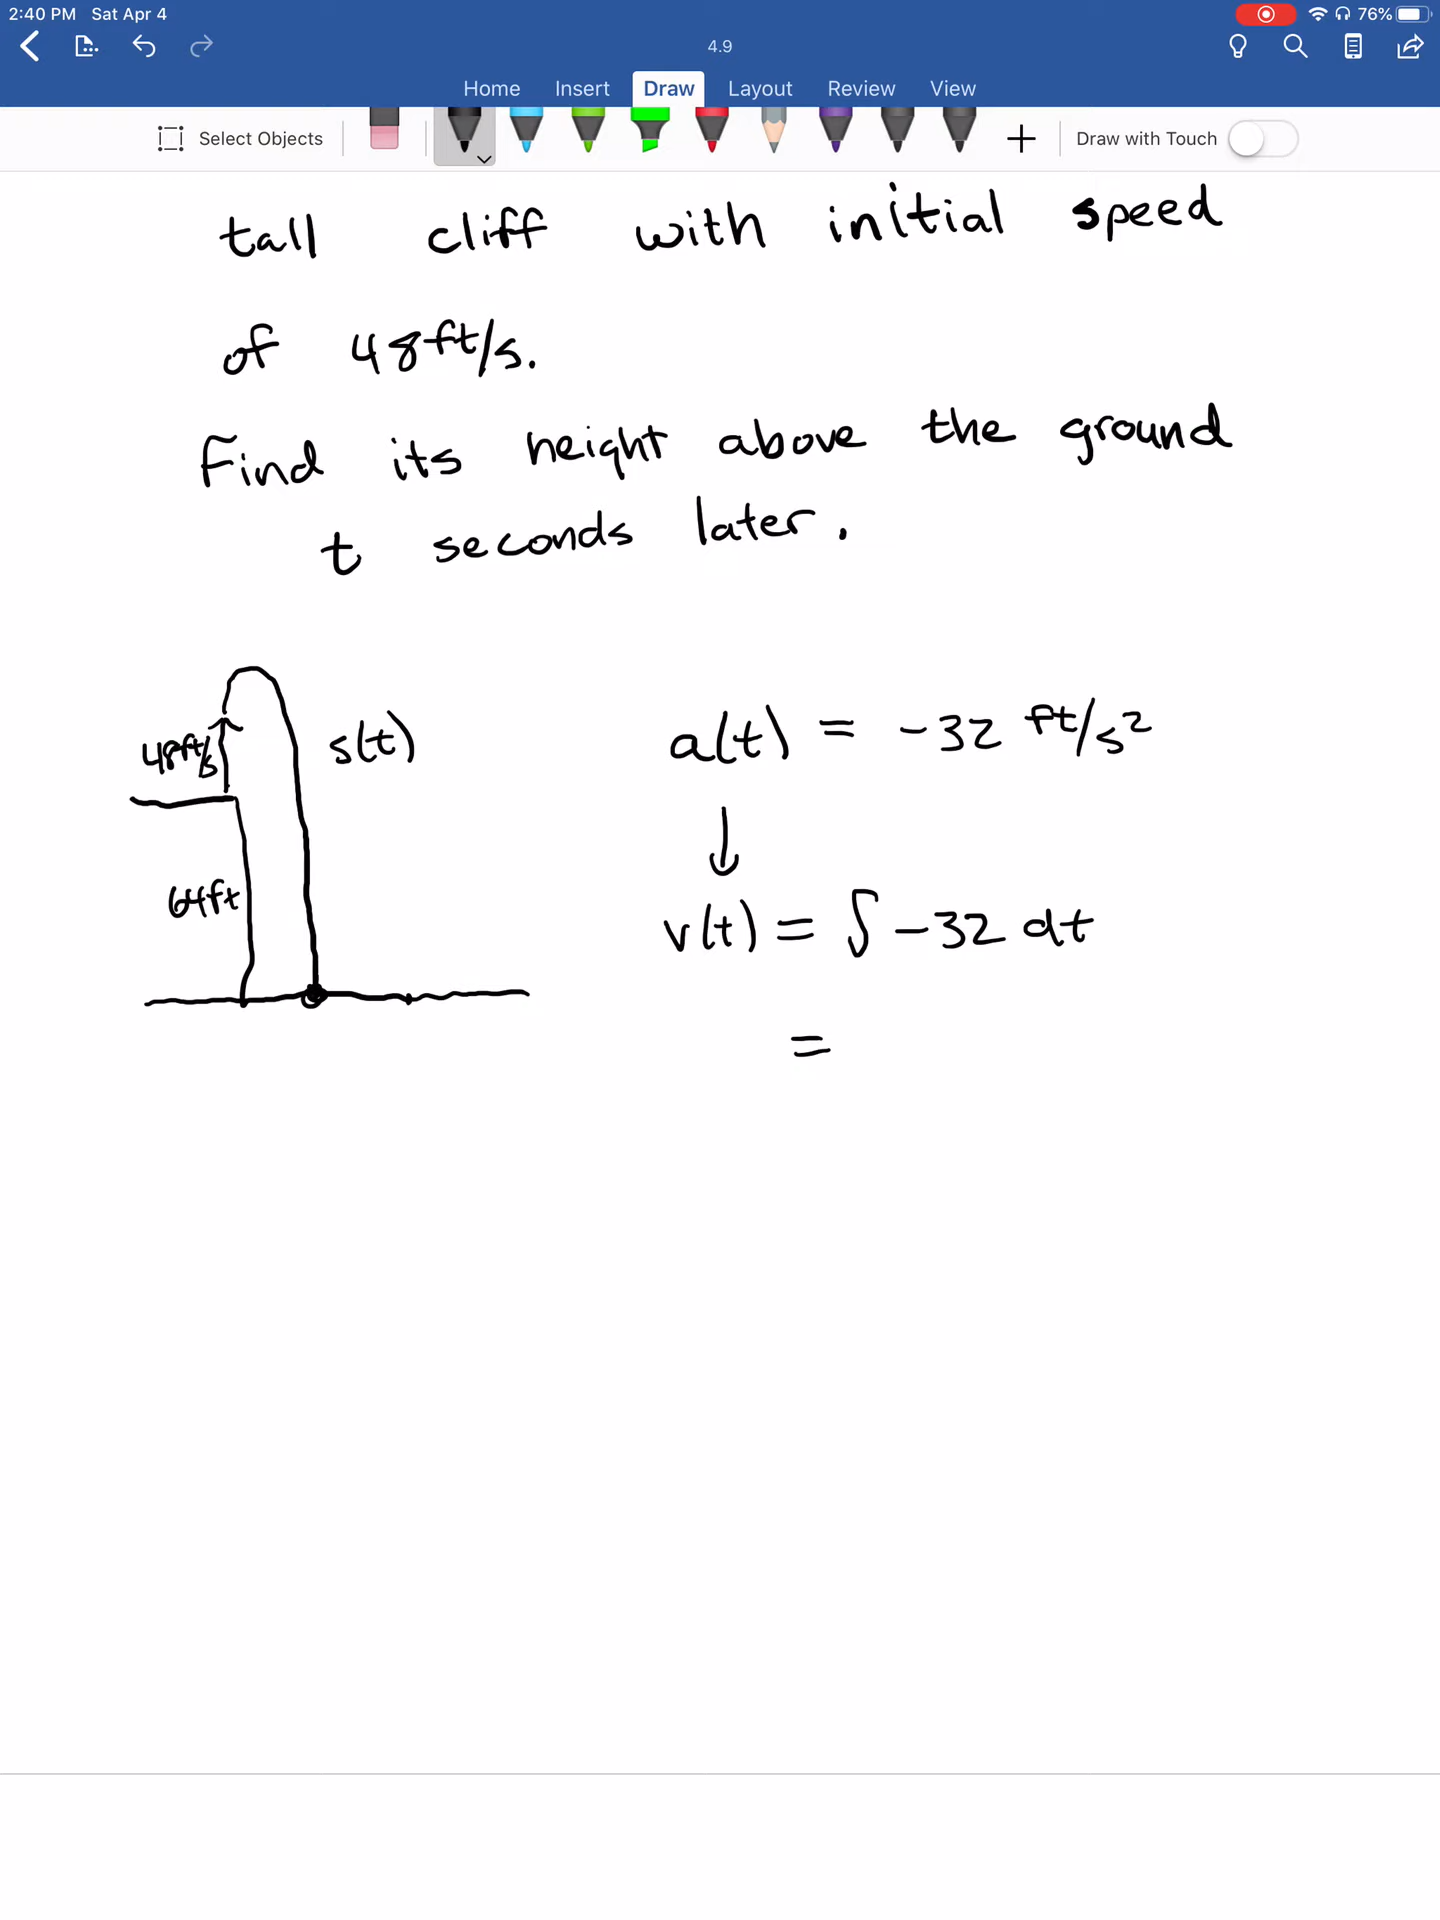 2:40 PM Sat Apr 4 76%
4.9
Home Insert Draw Layout Review View
Select Objects Draw with Touch
tall cliff with initial speed
of 48ft/s.
Find its height above the ground
t seconds later.
48ft/s s(t) a(t) = -32 ft/s²
64ft v(t) = ∫ -32 dt
=